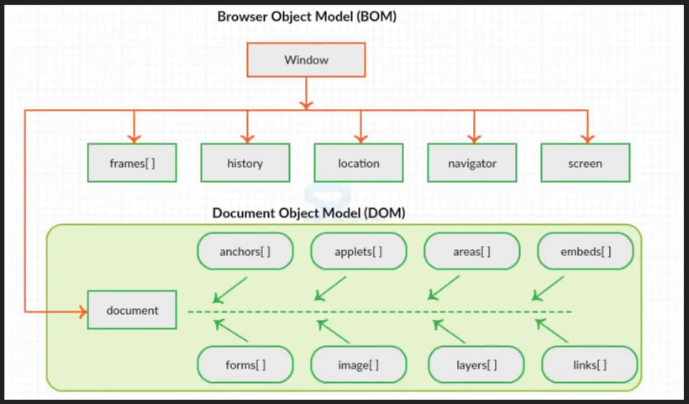 Browser Object Model (BOM)
Window
frames[ ]
history
location
navigator
screen
Document Object Model (DOM)
anchors[ ]
applets[ ]
areas[ ]
embeds[ ]
document
forms[ ]
image[ ]
layers[ ]
links[ ]